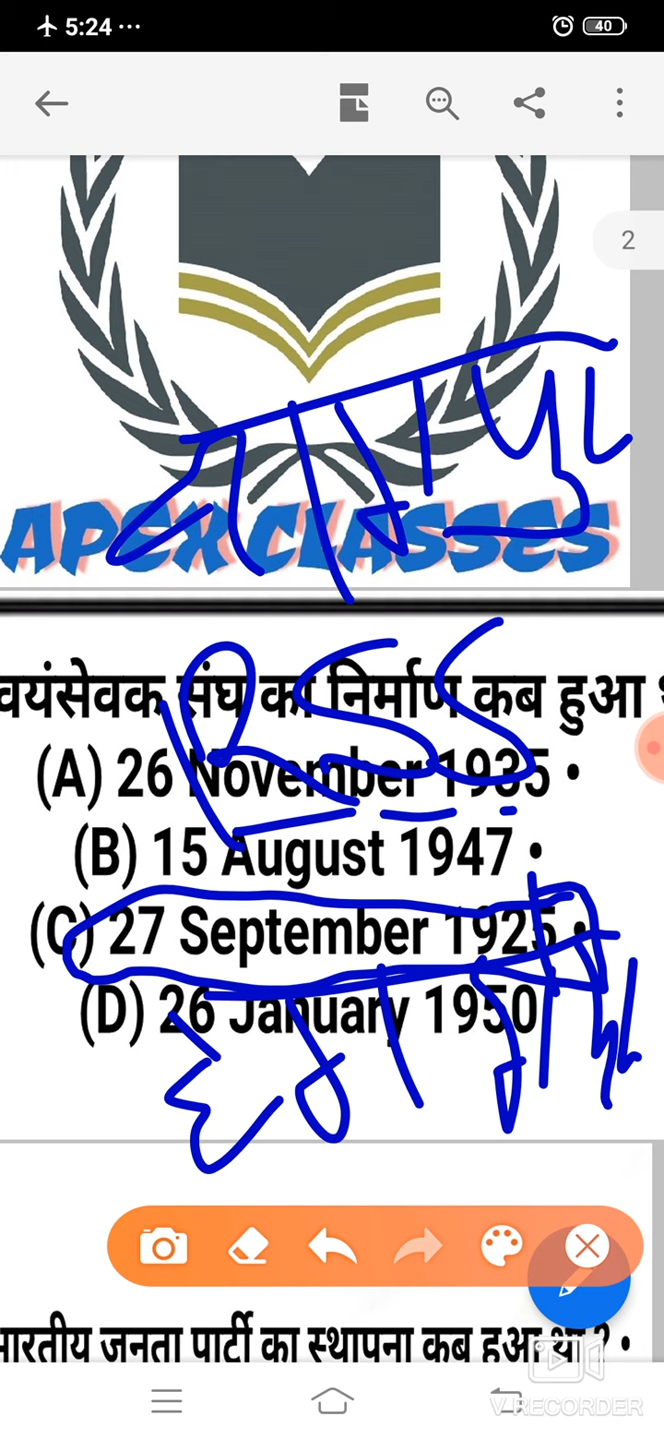 5:24 ...
40
2
APEX CLASSES
वयंसेवक संघ का निर्माण कब हुआ
RSS
(A) 26 November 1935 •
(B) 15 August 1947 •
(C) 27 September 1925 •
(D) 26 January 1950
भारतीय जनता पार्टी का स्थापना कब हुआ था ? •
V RECORDER